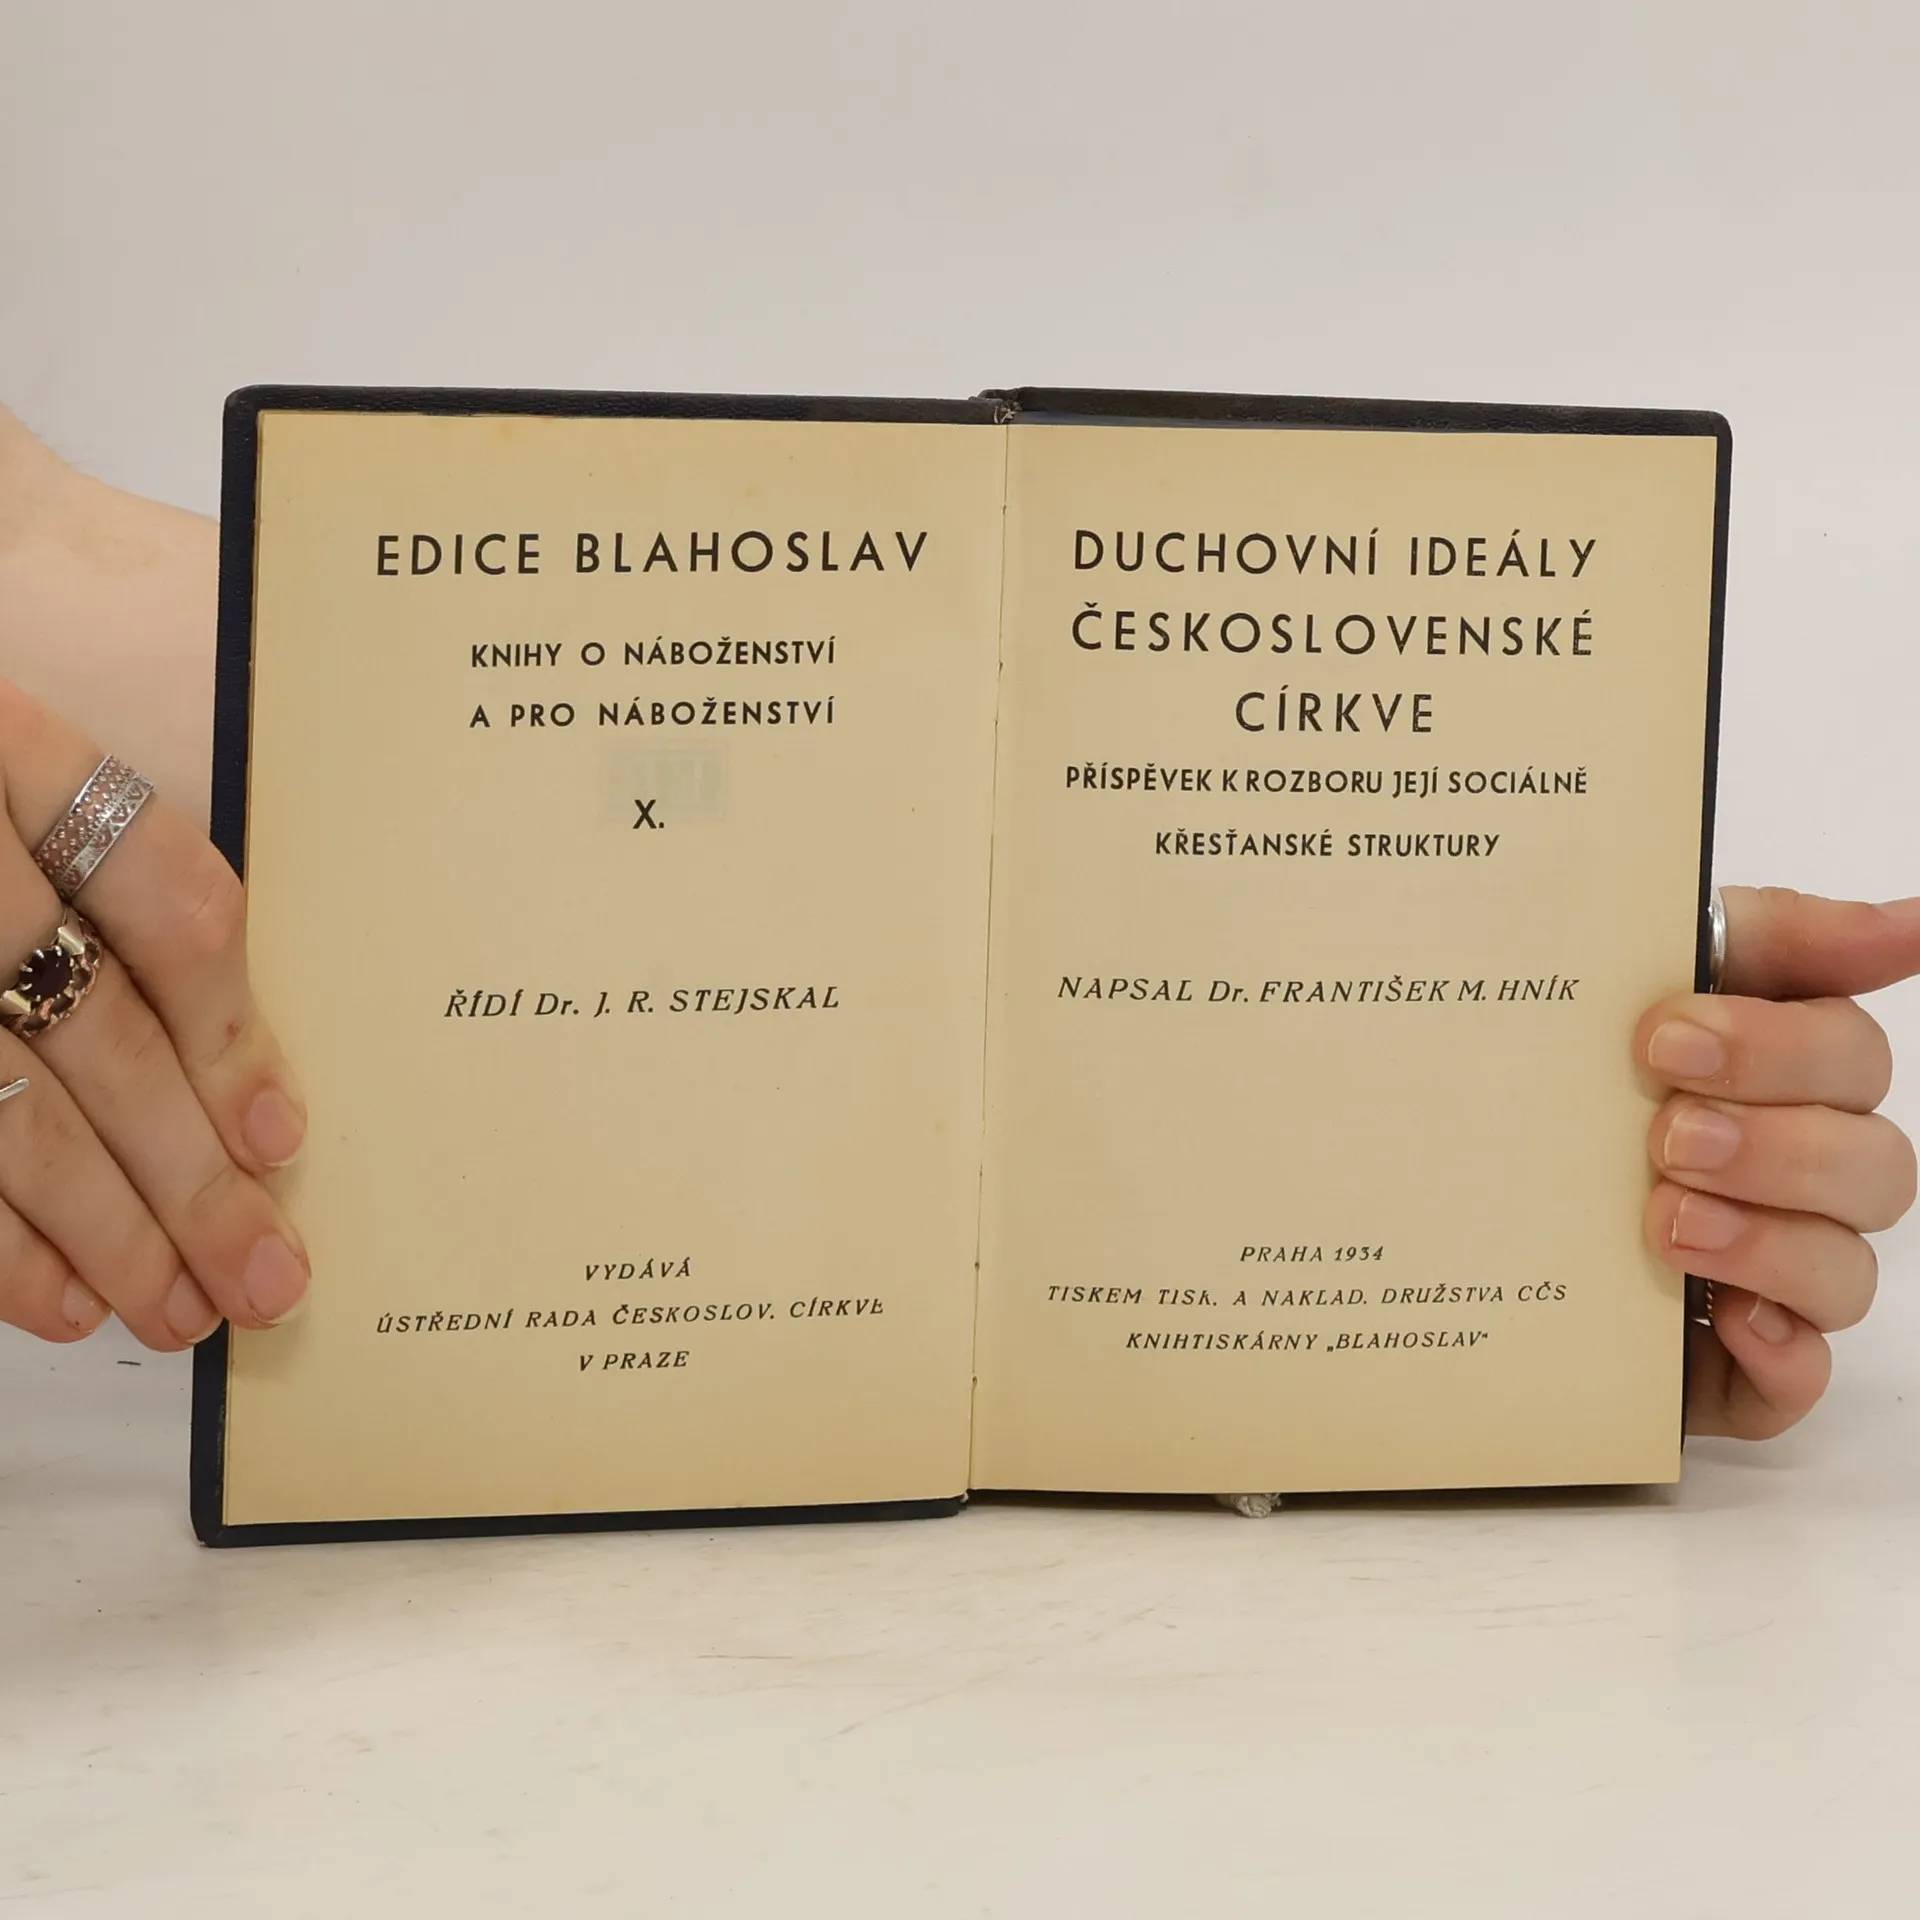 EDICE BLAHOSLAV
KNIHY O NÁBOŽENSTVÍ
A PRO NÁBOŽENSTVÍ
X.
ŘÍDÍ Dr. J. R. STEJSKAL
VYDÁVÁ
ÚSTŘEDNÍ RADA ČESKOSLOV. CÍRKVE
V PRAZE
DUCHOVNÍ IDEÁLY
ČESKOSLOVENSKÉ
CÍRKVE
PŘÍSPĚVEK K ROZBORU JEJÍ SOCIÁLNĚ
KŘESŤANSKÉ STRUKTURY
NAPSAL Dr. FRANTIŠEK M. HNÍK
PRAHA 1934
TISKEM TISK. A NAKLAD. DRUŽSTVA CČS
KNIHTISKÁRNY „BLAHOSLAV“